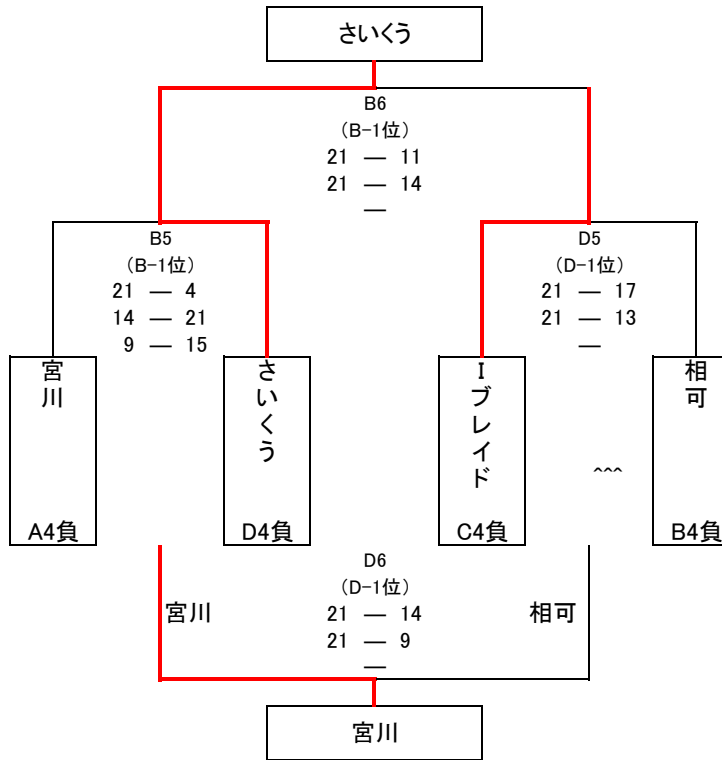 さいくう
B6
(B-1位)
21 ― 11
21 ― 14
―
B5
(B-1位)
21 ― 4
14 ― 21
9 ― 15
D5
(D-1位)
21 ― 17
21 ― 13
―
宮川
A4負
さいくう
D4負
Iブレイド
C4負
^^^
相可
B4負
D6
(D-1位)
21 ― 14
21 ― 9
―
宮川
相可
宮川